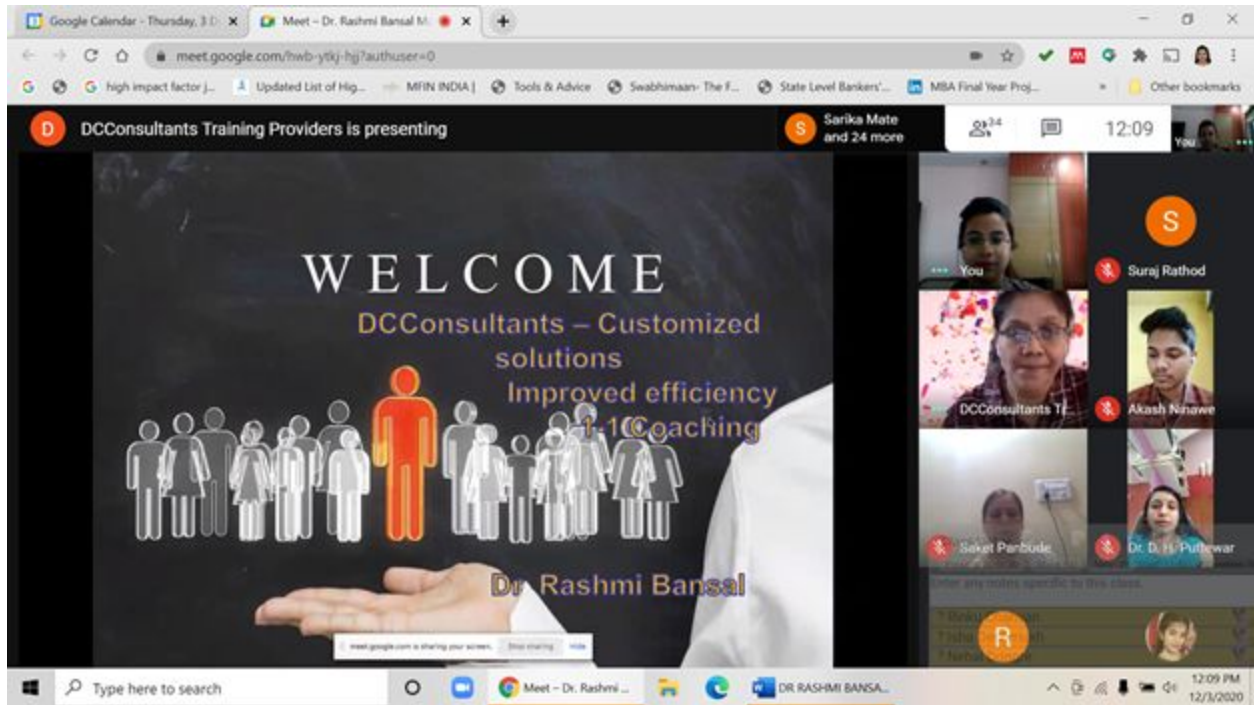 Google Calendar - Thursday, 3 D
Meet – Dr. Rashmi Bansal M
meet.google.com/hwb-ytkj-hjj?authuser=0
high impact factor j...
Updated List of Hig...
MFIN INDIA |
Tools & Advice
Swabhimaan- The F...
State Level Bankers'...
MBA Final Year Proj...
»
Other bookmarks
D
DCConsultants Training Providers is presenting
S
Sarika Mate
and 24 more
34
12:09
You
WELCOME
DCConsultants – Customized
solutions
Improved efficiency
1-1 Coaching
Dr Rashmi Bansal
meet.google.com is sharing your screen.
Stop sharing
Hide
You
S
Suraj Rathod
DCConsultants Tr...
Akash Ninawe
Saket Panbude
Dr. D. H. Puttewar
Enter any notes specific to this class.
R
Type here to search
Meet – Dr. Rashmi ...
DR RASHMI BANSA...
12:09 PM
12/3/2020